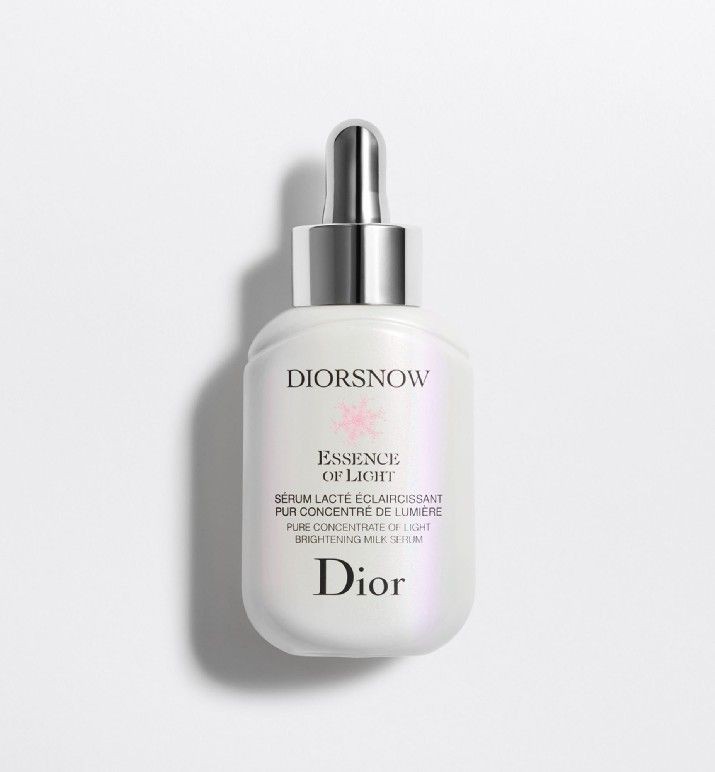 DIORSNOW
ESSENCE
OF LIGHT
SÉRUM LACTÉ ÉCLAIRCISSANT
PUR CONCENTRÉ DE LUMIÈRE
PURE CONCENTRATE OF LIGHT
BRIGHTENING MILK SERUM
Dior